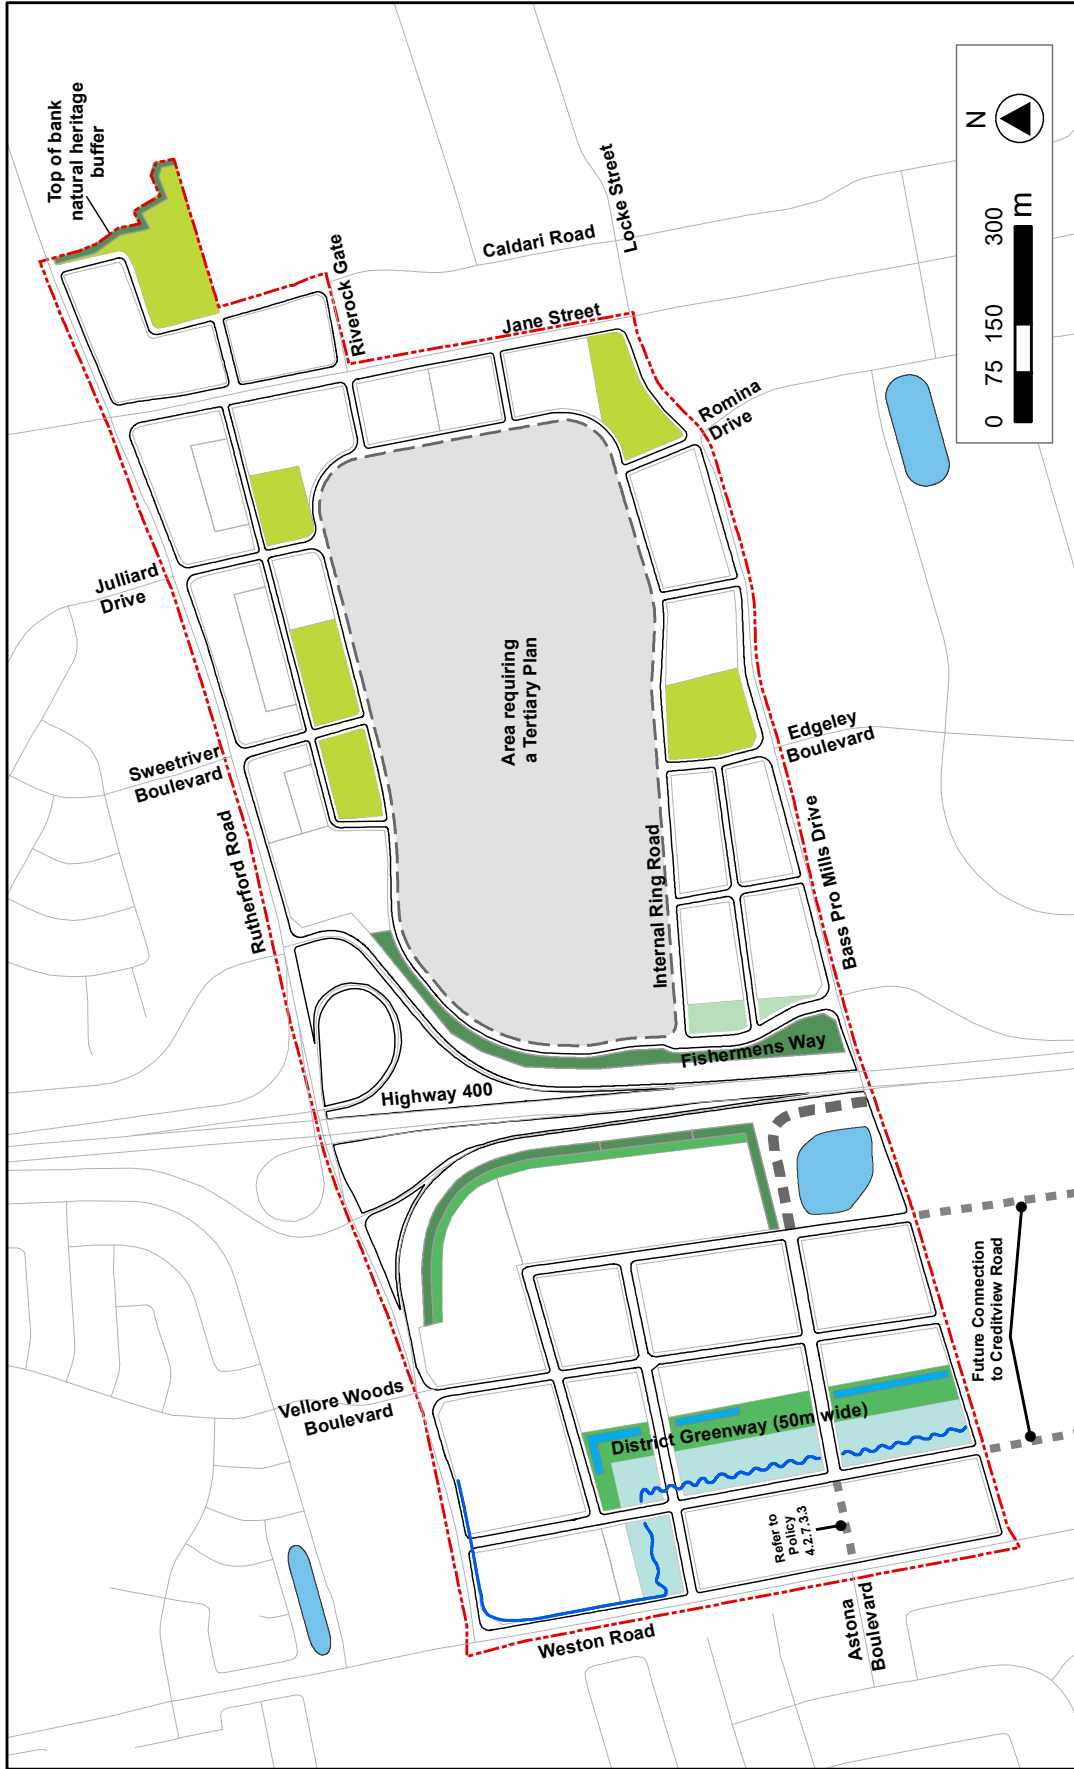 Top of bank
natural heritage
buffer
N
0 75 150 300
m
Locke Street
Caldari Road
Riverock Gate
Jane Street
Romina
Drive
Julliard
Drive
Sweetriver
Boulevard
Rutherford Road
Area requiring
a Tertiary Plan
Edgeley
Boulevard
Internal Ring Road
Bass Pro Mills Drive
Fishermens Way
Highway 400
Vellore Woods
Boulevard
District Greenway (50m wide)
Future Connection
to Creditview Road
Refer to
Policy
4.2.7.3.3
Weston Road
Astona
Boulevard